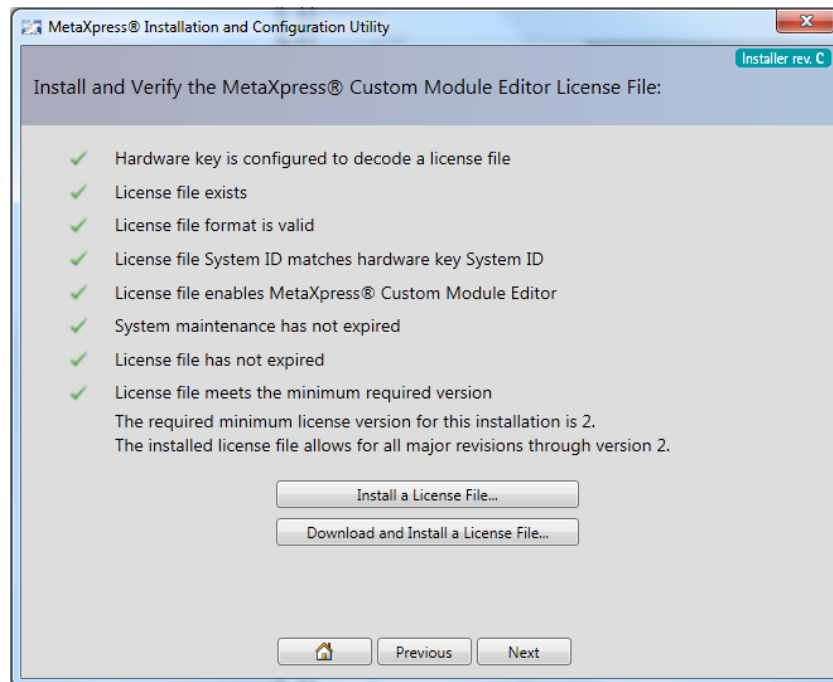 MetaXpress® Installation and Configuration Utility
Installer rev. C
Install and Verify the MetaXpress® Custom Module Editor License File:
Hardware key is configured to decode a license file
License file exists
License file format is valid
License file System ID matches hardware key System ID
License file enables MetaXpress® Custom Module Editor
System maintenance has not expired
License file has not expired
License file meets the minimum required version
The required minimum license version for this installation is 2.
The installed license file allows for all major revisions through version 2.
Install a License File...
Download and Install a License File...
Previous
Next